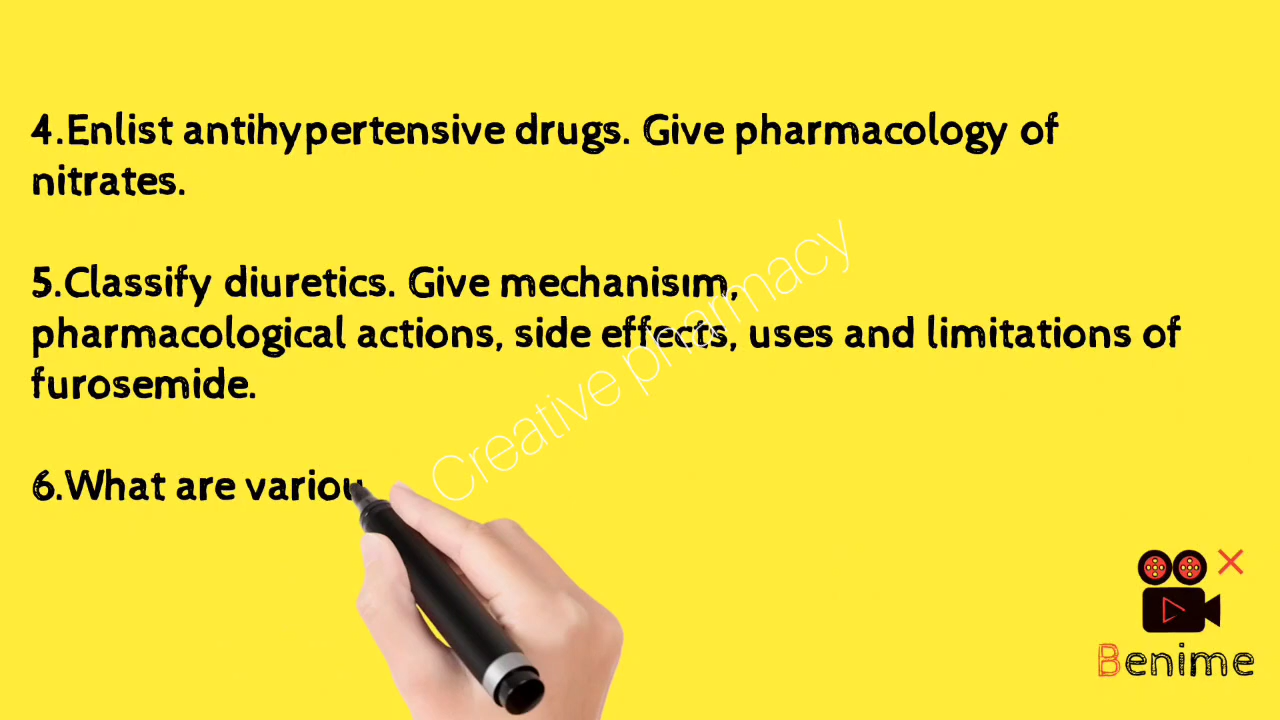 4.Enlist antihypertensive drugs. Give pharmacology of
nitrates.
5.Classify diuretics. Give mechanisim,
pharmacological actions, side effects, uses and limitations of
furosemide.
6.What are variou
Creative pharmacy
Benime